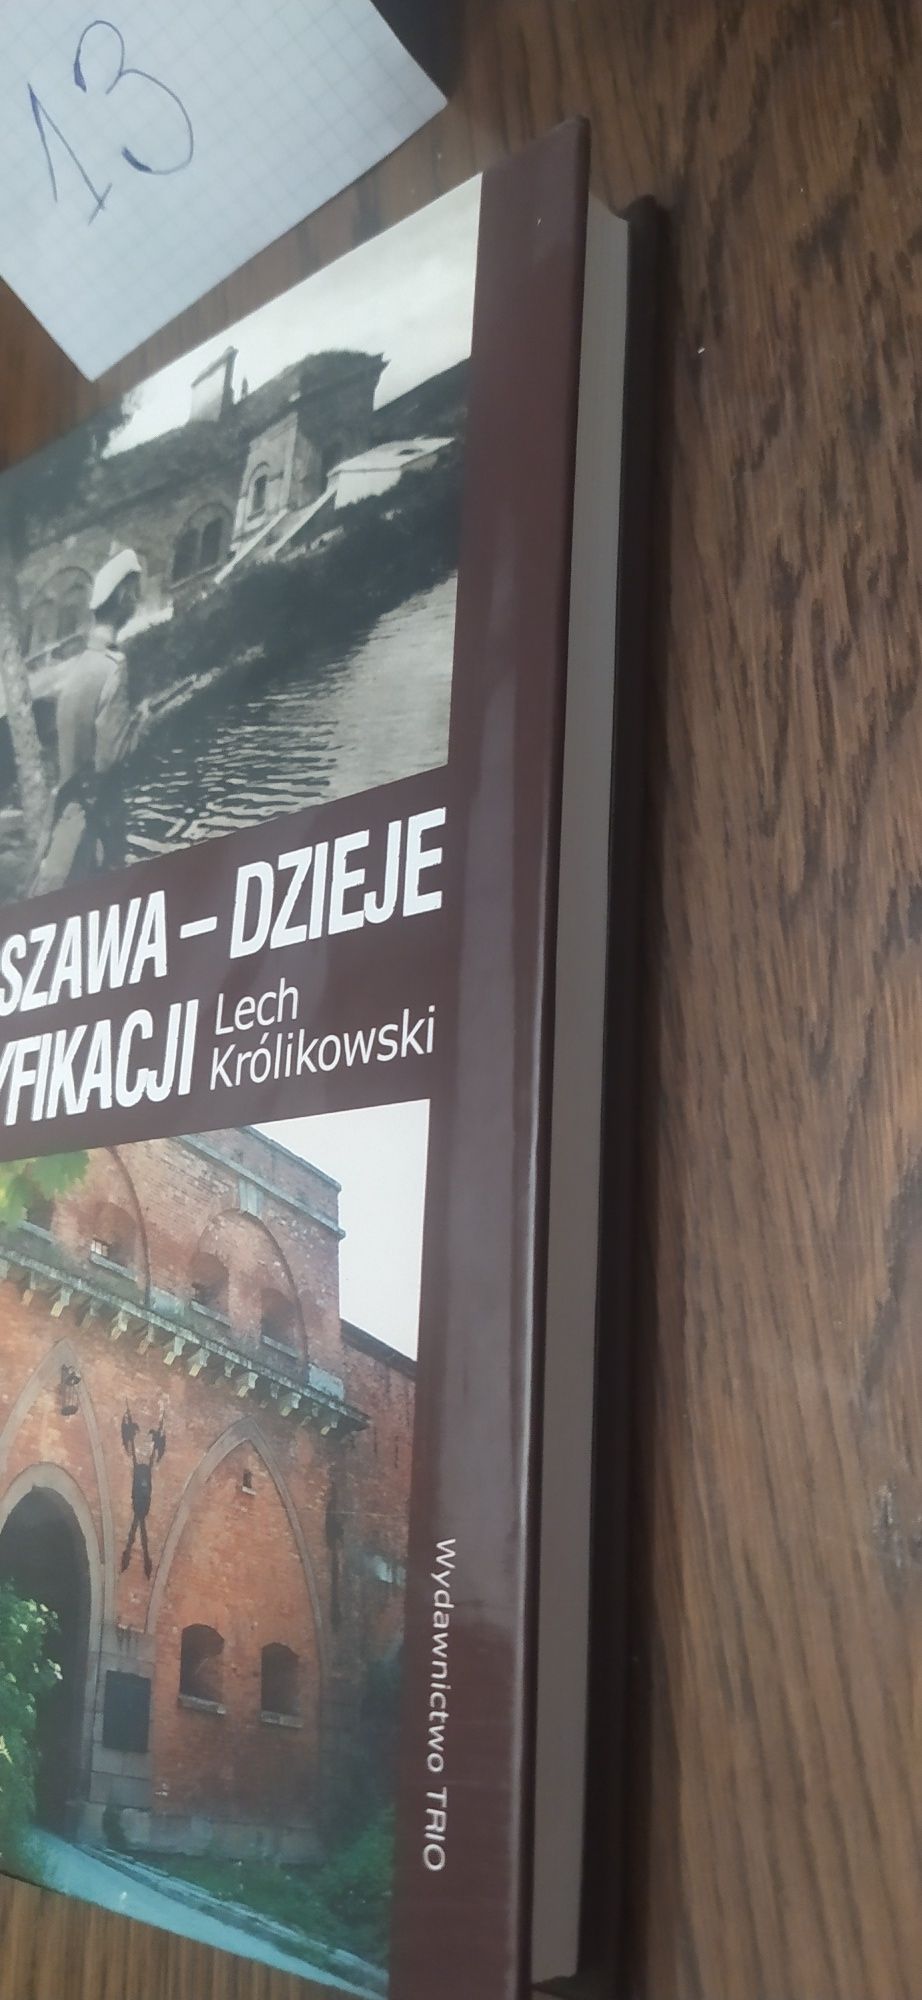 13
SZAWA – DZIEJE
YFIKACJI Lech
Królikowski
Wydawnictwo TRIO